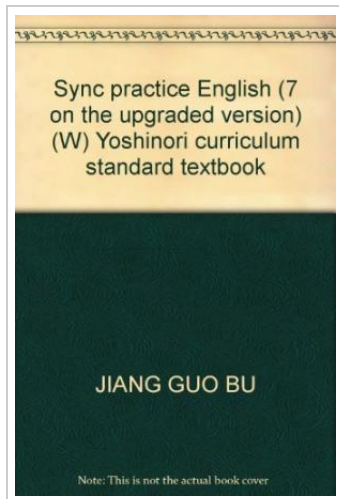 Sync practice English (7
on the upgraded version)
(W) Yoshinori curriculum
standard textbook
JIANG GUO BU
Note: This is not the actual book cover